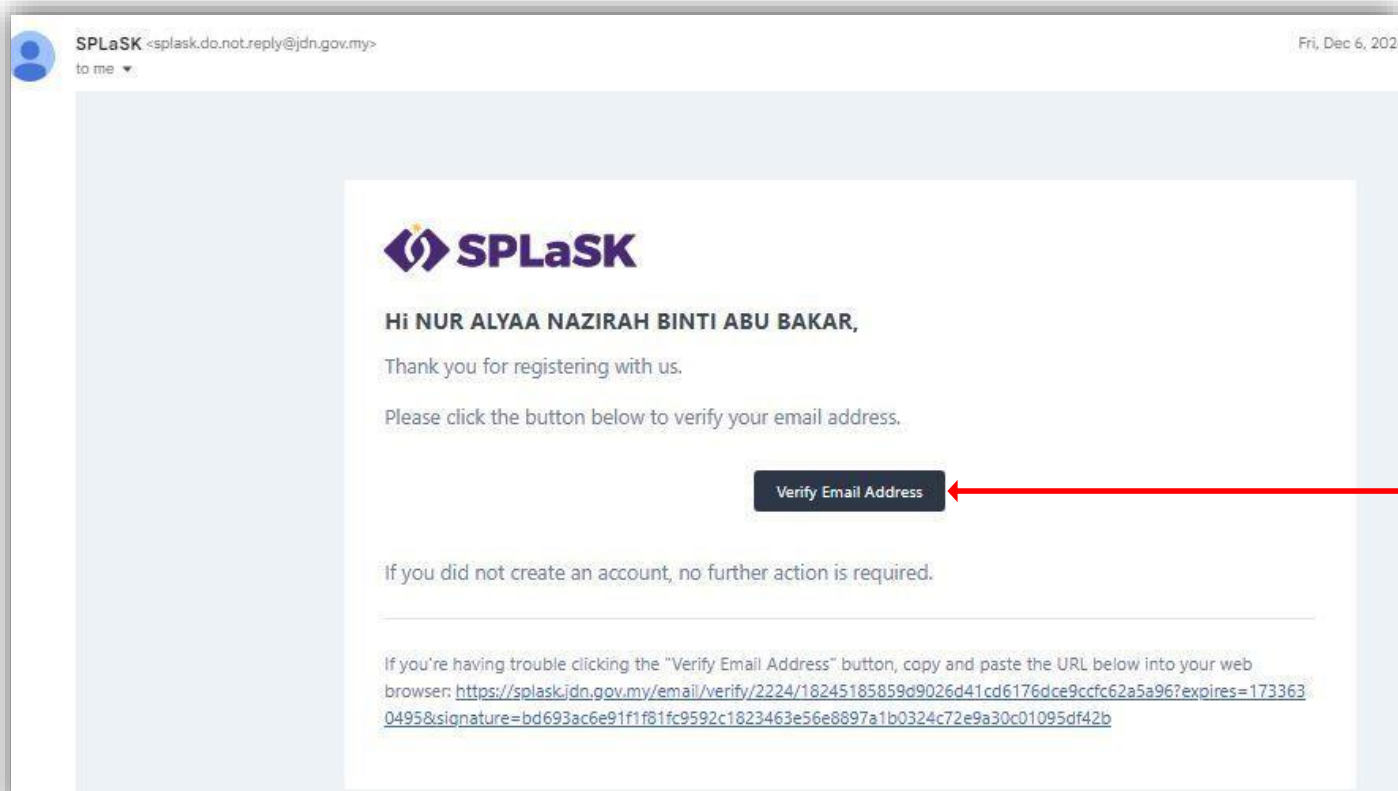 SPLaSK <splask.do.not.reply@jdn.gov.my>
Fri, Dec 6, 202
to me
SPLaSK
Hi NUR ALYAA NAZIRAH BINTI ABU BAKAR,
Thank you for registering with us.
Please click the button below to verify your email address.
Verify Email Address
If you did not create an account, no further action is required.
If you're having trouble clicking the "Verify Email Address" button, copy and paste the URL below into your web
browser: https://splask.jdn.gov.my/email/verify/2224/18245185859d9026d41cd6176dce9ccfc62a5a96?expires=173363
0495&signature=bd693ac6e91f1f81fc9592c1823463e56e8897a1b0324c72e9a30c01095df42b